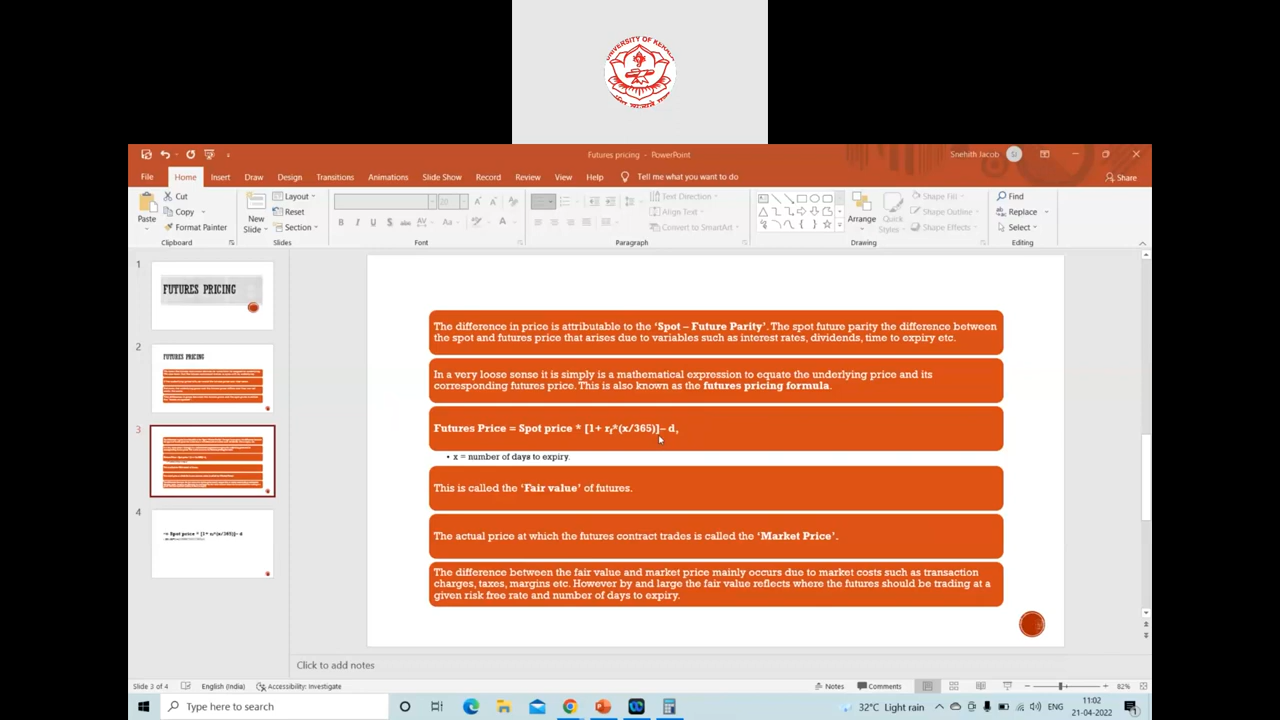 UNIVERSITY OF KERALA
Futures pricing - PowerPoint
Snehith Jacob
SJ
File Home Insert Draw Design Transitions Animations Slide Show Record Review View Help Tell me what you want to do
Share
Paste
Cut
Copy
Format Painter
Clipboard
New Slide
Layout
Reset
Section
Slides
20
Font
Text Direction
Align Text
Convert to SmartArt
Paragraph
Arrange
Quick Styles
Shape Fill
Shape Outline
Shape Effects
Drawing
Find
Replace
Select
Editing
1
FUTURES PRICING
2
FUTURES PRICING
3
4
The difference in price is attributable to the ‘Spot – Future Parity’. The spot future parity the difference between
the spot and futures price that arises due to variables such as interest rates, dividends, time to expiry etc.
In a very loose sense it is simply is a mathematical expression to equate the underlying price and its
corresponding futures price. This is also known as the futures pricing formula.
Futures Price = Spot price * [1+ rf*(x/365)]– d,
• x = number of days to expiry.
This is called the ‘Fair value’ of futures.
The actual price at which the futures contract trades is called the ‘Market Price’.
The difference between the fair value and market price mainly occurs due to market costs such as transaction
charges, taxes, margins etc. However by and large the fair value reflects where the futures should be trading at a
given risk free rate and number of days to expiry.
Click to add notes
Slide 3 of 4 English (India) Accessibility: Investigate
Notes Comments 82%
Type here to search
32°C Light rain ENG
11:02
21-04-2022
1